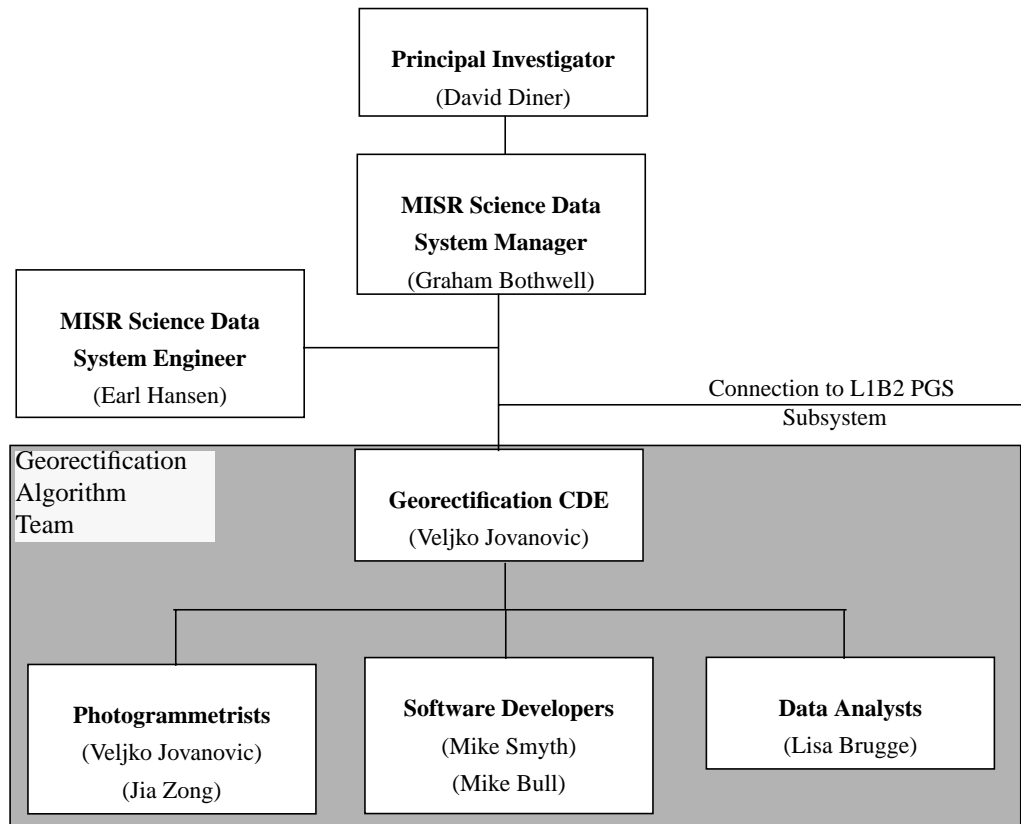 Principal Investigator
(David Diner)
MISR Science Data
System Manager
(Graham Bothwell)
MISR Science Data
System Engineer
(Earl Hansen)
Connection to L1B2 PGS
Subsystem
Georectification
Algorithm
Team
Georectification CDE
(Veljko Jovanovic)
Photogrammetrists
(Veljko Jovanovic)
(Jia Zong)
Software Developers
(Mike Smyth)
(Mike Bull)
Data Analysts
(Lisa Brugge)